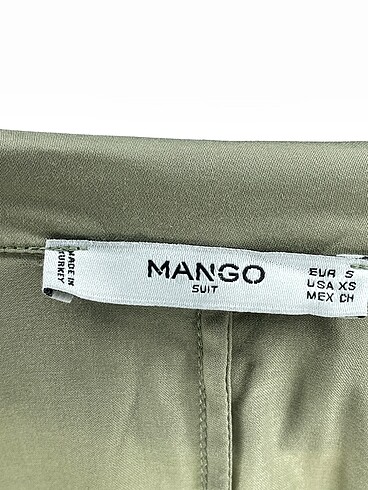 MADE IN
TURKEY
MANGO
SUIT
EUR S
USA XS
MEX CH